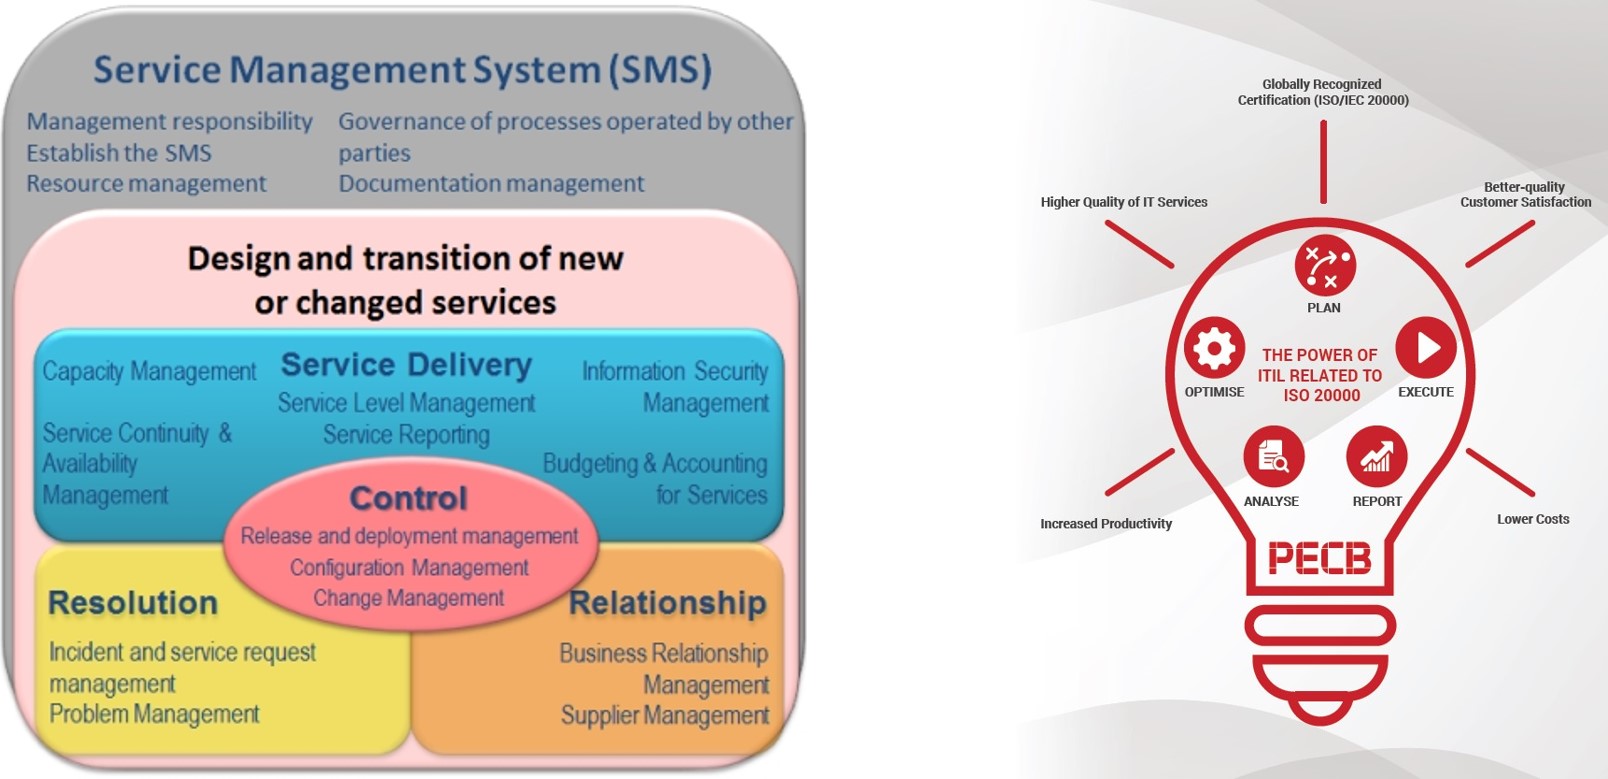 Service Management System (SMS)
Management responsibility
Establish the SMS
Resource management
Governance of processes operated by other
parties
Documentation management
Design and transition of new
or changed services
Capacity Management
Service Continuity &
Availability
Management
Service Delivery
Service Level Management
Service Reporting
Information Security
Management
Budgeting & Accounting
for Services
Control
Release and deployment management
Configuration Management
Change Management
Resolution
Incident and service request
management
Problem Management
Relationship
Business Relationship
Management
Supplier Management
Globally Recognized
Certification (ISO/IEC 20000)
Higher Quality of IT Services
Better-quality
Customer Satisfaction
PLAN
OPTIMISE
THE POWER OF
ITIL RELATED TO
ISO 20000
EXECUTE
ANALYSE
REPORT
Increased Productivity
Lower Costs
PECB